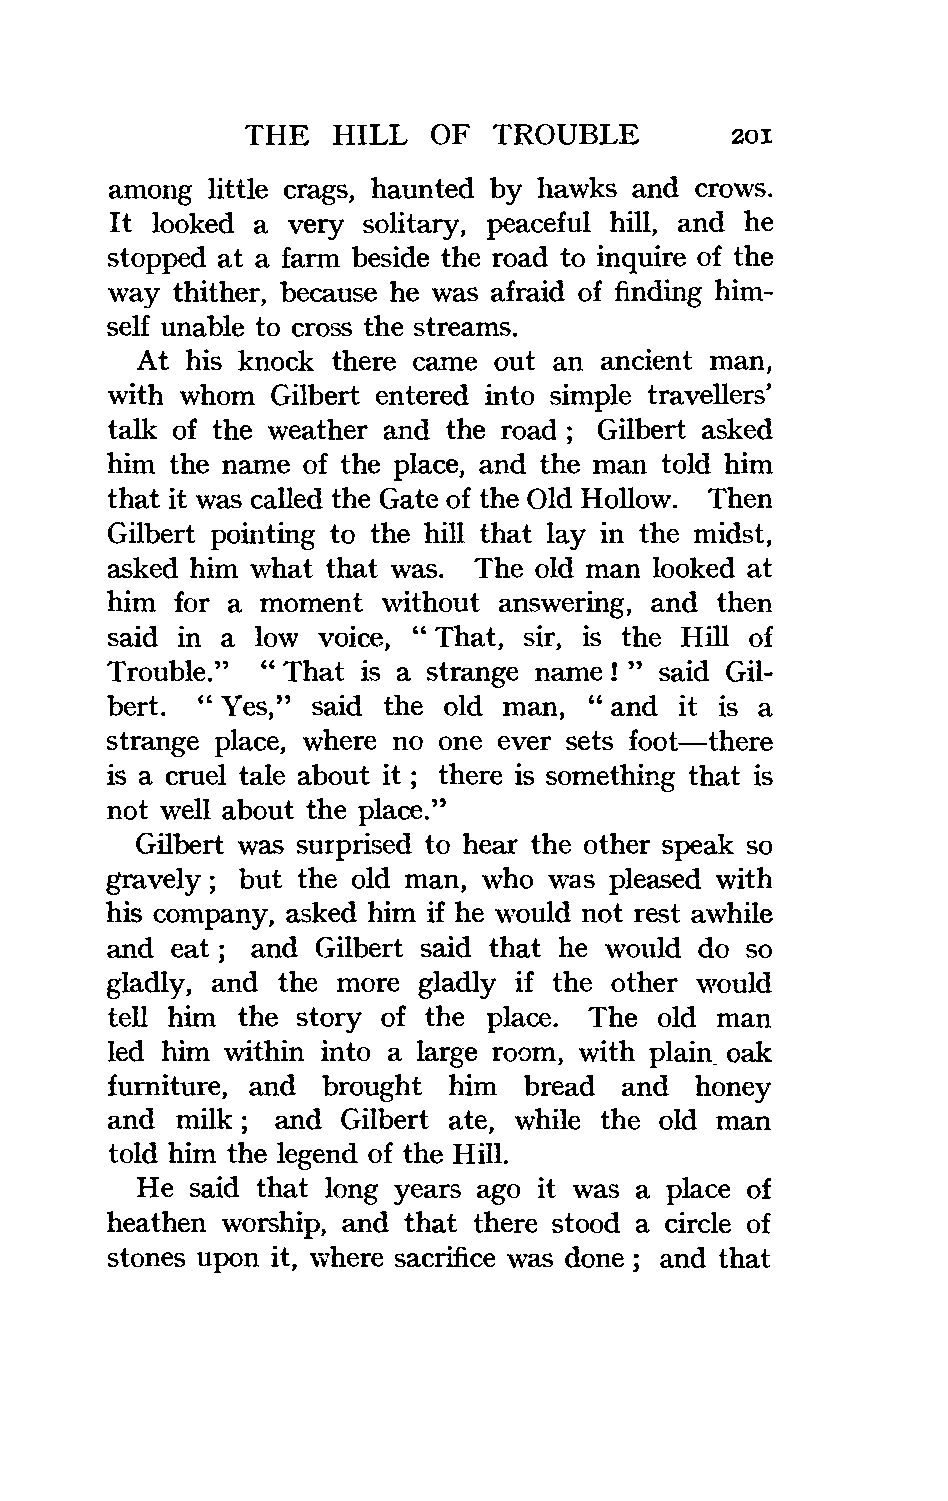 THE HILL OF TROUBLE 201
among little crags, haunted by hawks and crows.
It looked a very solitary, peaceful hill, and he
stopped at a farm beside the road to inquire of the
way thither, because he was afraid of finding him-
self unable to cross the streams.
At his knock there came out an ancient man,
with whom Gilbert entered into simple travellers’
talk of the weather and the road ; Gilbert asked
him the name of the place, and the man told him
that it was called the Gate of the Old Hollow. Then
Gilbert pointing to the hill that lay in the midst,
asked him what that was. The old man looked at
him for a moment without answering, and then
said in a low voice, “ That, sir, is the Hill of
Trouble.” “ That is a strange name ! ” said Gil-
bert. “ Yes,” said the old man, “ and it is a
strange place, where no one ever sets foot—there
is a cruel tale about it ; there is something that is
not well about the place.”
Gilbert was surprised to hear the other speak so
gravely ; but the old man, who was pleased with
his company, asked him if he would not rest awhile
and eat ; and Gilbert said that he would do so
gladly, and the more gladly if the other would
tell him the story of the place. The old man
led him within into a large room, with plain oak
furniture, and brought him bread and honey
and milk ; and Gilbert ate, while the old man
told him the legend of the Hill.
He said that long years ago it was a place of
heathen worship, and that there stood a circle of
stones upon it, where sacrifice was done ; and that